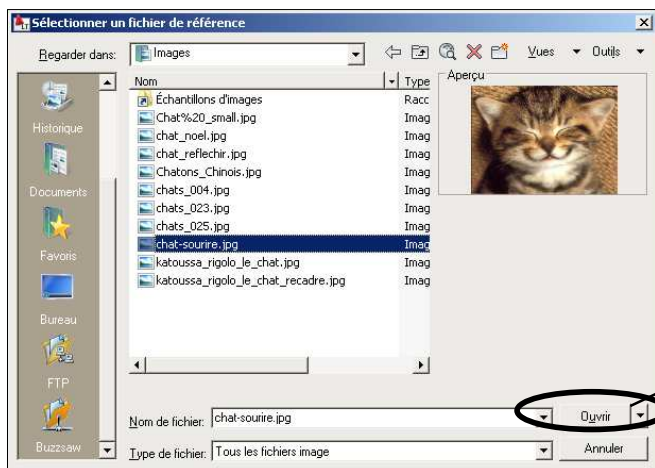 Sélectionner un fichier de référence
Regarder dans: Images Vues Outils
Nom Type Aperçu
Échantillons d'images Racc
Chat%20_small.jpg Imag
chat_noel.jpg Imag
chat_reflechir.jpg Imag
Chatons_Chinois.jpg Imag
chats_004.jpg Imag
chats_023.jpg Imag
chats_025.jpg Imag
chat-sourire.jpg Imag
katoussa_rigolo_le_chat.jpg Imag
katoussa_rigolo_le_chat_recadre.jpg Imag
Historique
Documents
Favoris
Bureau
FTP
Buzzsaw
Nom de fichier: chat-sourire.jpg Ouvrir
Type de fichier: Tous les fichiers image Annuler